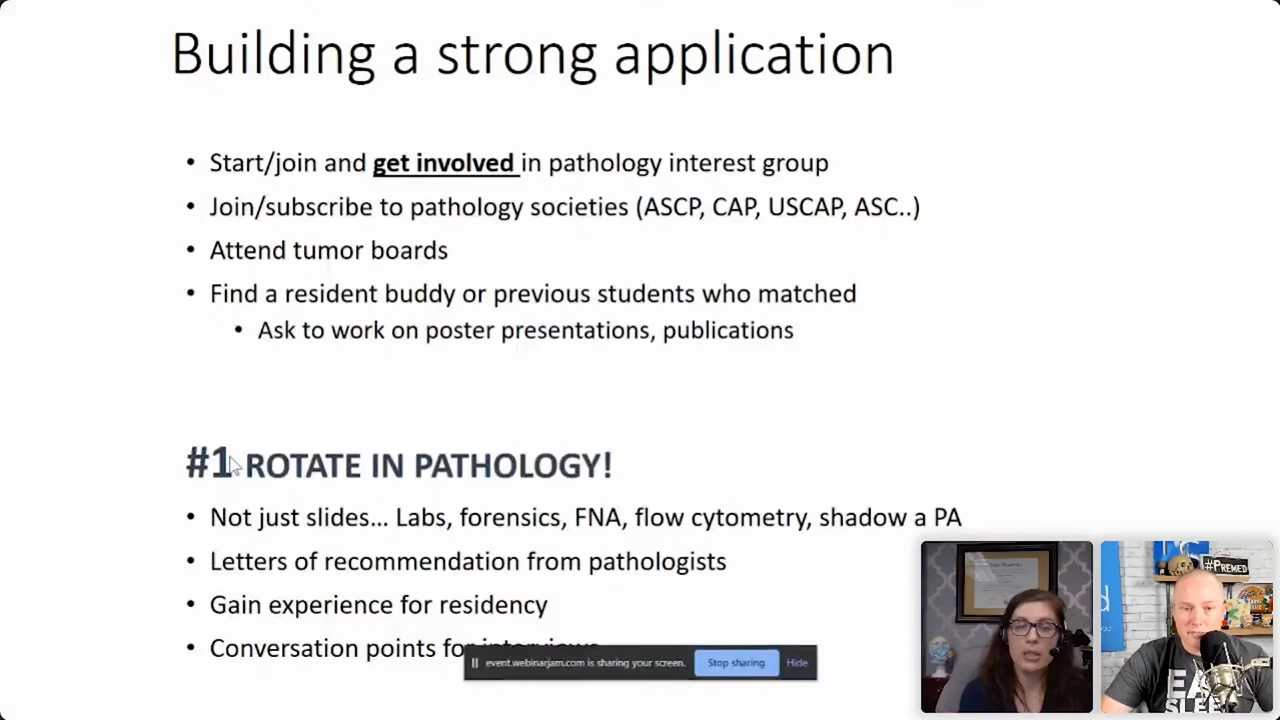 Building a strong application
• Start/join and get involved in pathology interest group
• Join/subscribe to pathology societies (ASCP, CAP, USCAP, ASC..)
• Attend tumor boards
• Find a resident buddy or previous students who matched
• Ask to work on poster presentations, publications
#1 ROTATE IN PATHOLOGY!
• Not just slides... Labs, forensics, FNA, flow cytometry, shadow a PA
• Letters of recommendation from pathologists
• Gain experience for residency
• Conversation points for interviews
event.webinarjam.com is sharing your screen. Stop sharing Hide
#PREMED
d
SLEE